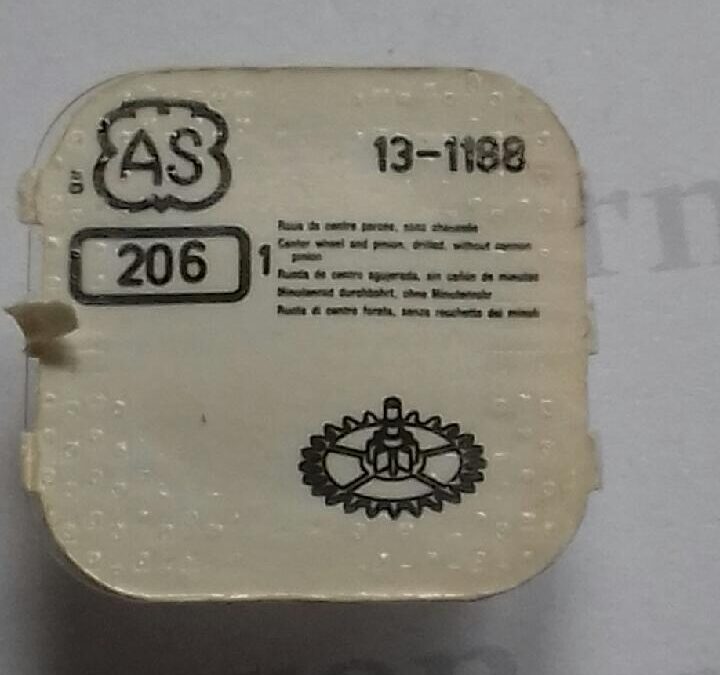 AS
13-1188
206 1
Roue de centre percée, sans chaussée
Center wheel and pinion, drilled, without cannon
pinion
Rueda de centro agujereada, sin cañón de minutos
Minutenrad durchbohrt, ohne Minutenrohr
Ruota di centro forata, senza rocchetto dei minuti